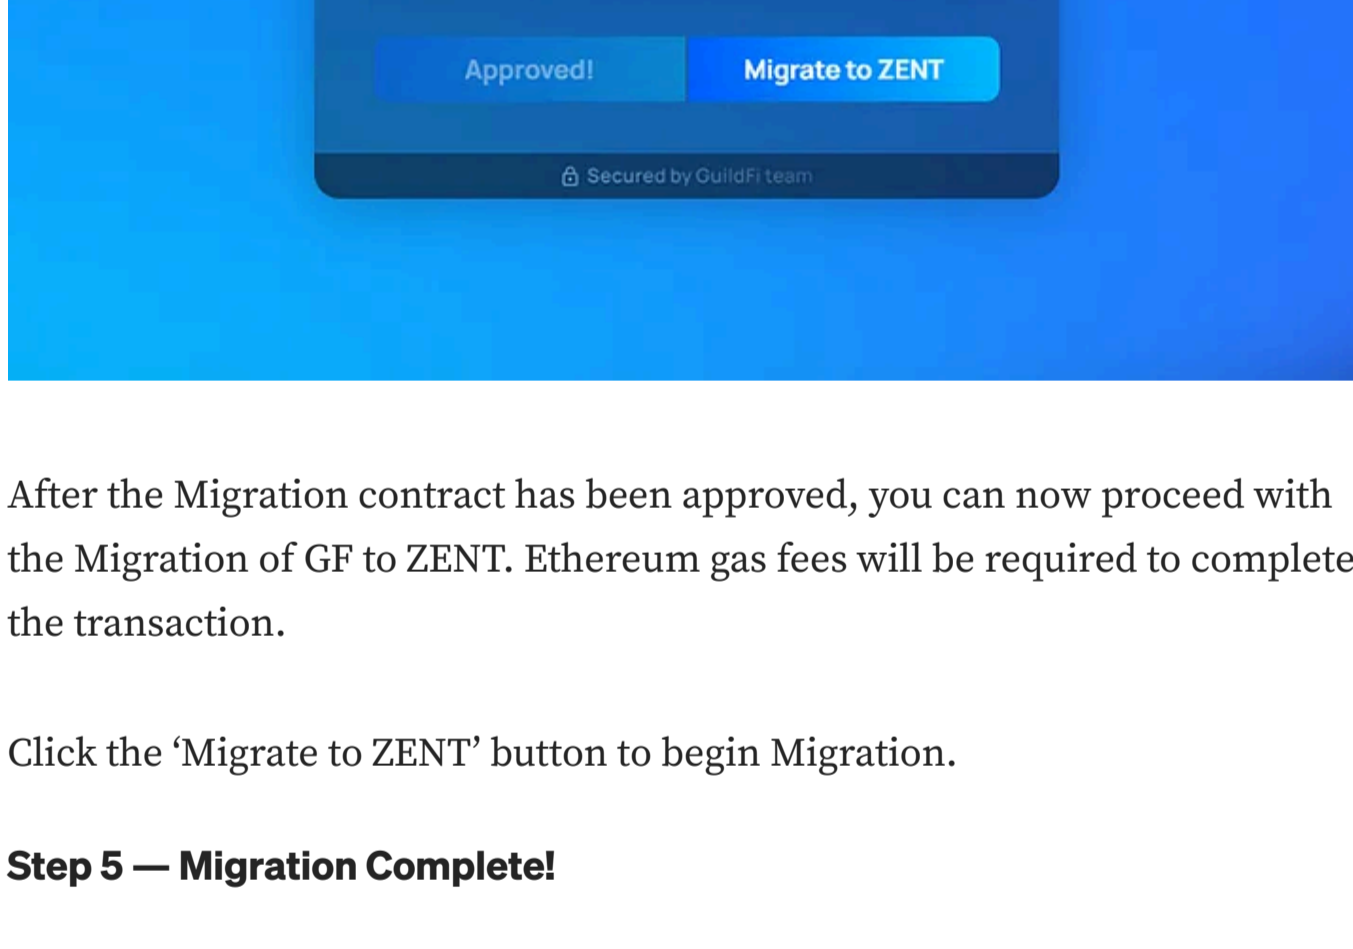 Approved!
Migrate to ZENT
Secured by GuildFi team
After the Migration contract has been approved, you can now proceed with
the Migration of GF to ZENT. Ethereum gas fees will be required to complete
the transaction.
Click the ‘Migrate to ZENT’ button to begin Migration.
Step 5 — Migration Complete!